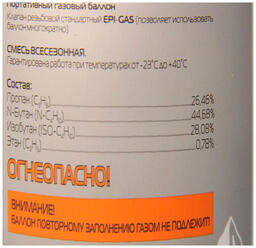 Портативный газовый баллон
Клапан резьбовой стандартный EPI-GAS (позволяет использовать
баллон многократно)
СМЕСЬ ВСЕСЕЗОННАЯ.
Гарантирована работа при температурах от -23°С до +40°С
Состав:
Пропан (C₃H₈) 26,46%
N-Бутан (N-C₄H₁₀) 44,68%
Изобутан (ISO-C₄H₁₀) 28,08%
Этан (C₂H₆) 0,78%
ОГНЕОПАСНО!
ВНИМАНИЕ!
БАЛЛОН ПОВТОРНОМУ ЗАПОЛНЕНИЮ ГАЗОМ НЕ ПОДЛЕЖИТ!